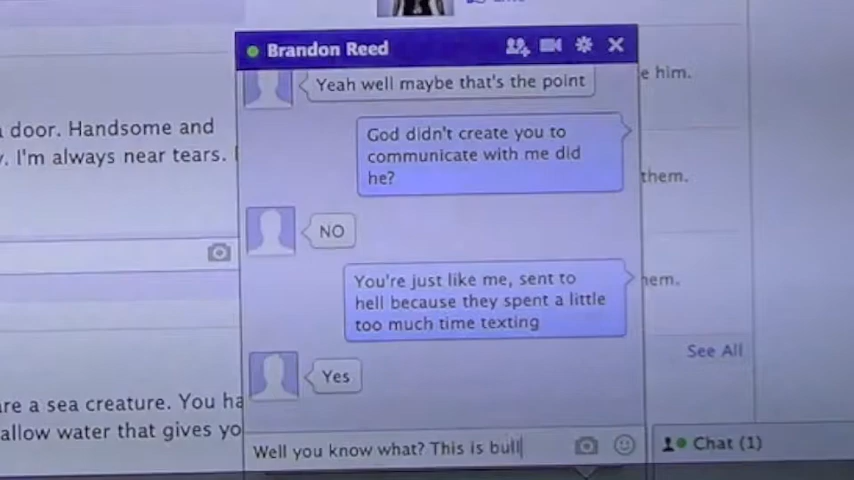 Brandon Reed
Yeah well maybe that's the point
God didn't create you to
communicate with me did
he?
NO
You're just like me, sent to
hell because they spent a little
too much time texting
Yes
Well you know what? This is bull
door. Handsome and
I'm always near tears.
re a sea creature. You ha
allow water that gives yo
e him.
them.
em.
See All
Chat (1)